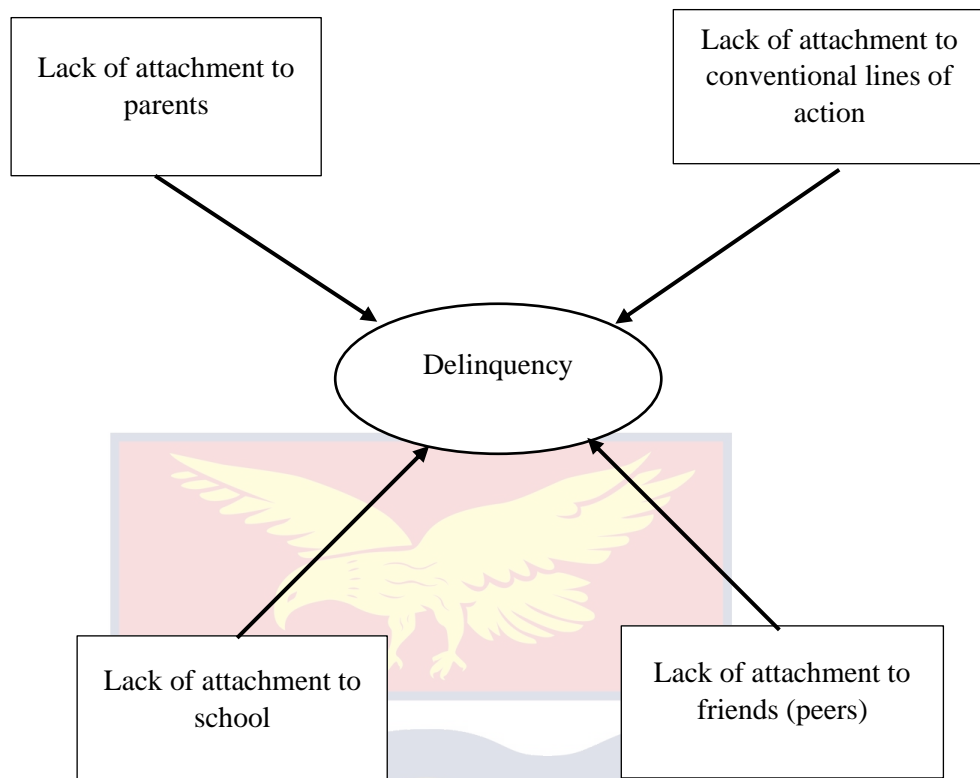 Lack of attachment to
parents
Lack of attachment to
conventional lines of
action
Delinquency
Lack of attachment to
school
Lack of attachment to
friends (peers)